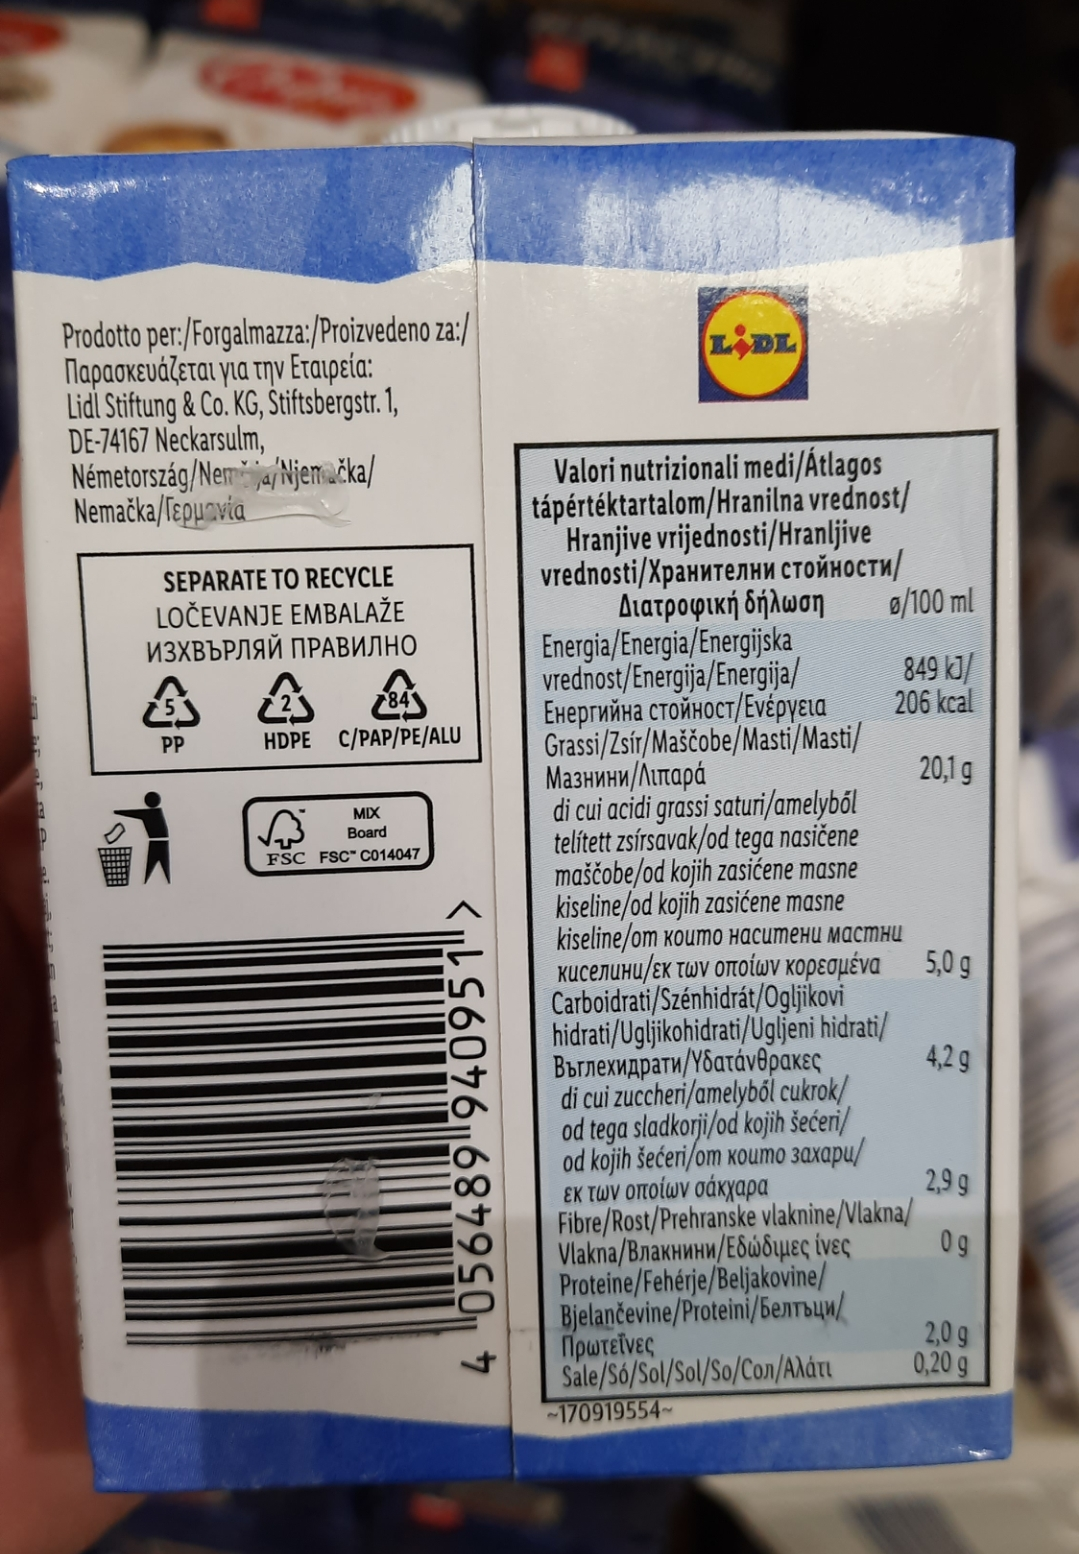 Prodotto per:/Forgalmazza:/Proizvedeno za:/
Παρασκευάζεται για την Εταιρεία:
Lidl Stiftung & Co. KG, Stiftsbergstr. 1,
DE-74167 Neckarsulm,
Németország/Nemčija/Njemačka/
Nemačka/Γερμανία
SEPARATE TO RECYCLE
LOČEVANJE EMBALAŽE
ИЗХВЪРЛЯЙ ПРАВИЛНО
5 2 84
PP HDPE C/PAP/PE/ALU
FSC
MIX
Board
FSC™ C014047
4 056489 940951 >
LIDL
Valori nutrizionali medi/Átlagos
tápértéktartalom/Hranilna vrednost/
Hranjive vrijednosti/Hranljive
vrednosti/Хранителни стойности/
Διατροφική δήλωση ø/100 ml
Energia/Energia/Energijska
vrednost/Energija/Energija/ 849 kJ/
Енергийна стойност/Ενέργεια 206 kcal
Grassi/Zsír/Maščobe/Masti/Masti/
Мазнини/Λιπαρά 20,1 g
di cui acidi grassi saturi/amelyből
telített zsírsavak/od tega nasičene
maščobe/od kojih zasićene masne
kiseline/od kojih zasićene masne
kiseline/от които наситени мастни
киселини/εκ των οποίων κορεσμένα 5,0 g
Carboidrati/Szénhidrát/Ogljikovi
hidrati/Ugljikohidrati/Ugljeni hidrati/
Въглехидрати/Υδατάνθρακες 4,2 g
di cui zuccheri/amelyből cukrok/
od tega sladkorji/od kojih šećeri/
od kojih šećeri/от които захари/
εκ των οποίων σάκχαρα 2,9 g
Fibre/Rost/Prehranske vlaknine/Vlakna/
Vlakna/Влакнини/Εδώδιμες ίνες 0 g
Proteine/Fehérje/Beljakovine/
Bjelančevine/Proteini/Белтъци/
Πρωτεΐνες 2,0 g
Sale/Só/Sol/Sol/So/Сол/Αλάτι 0,20 g
~170919554~